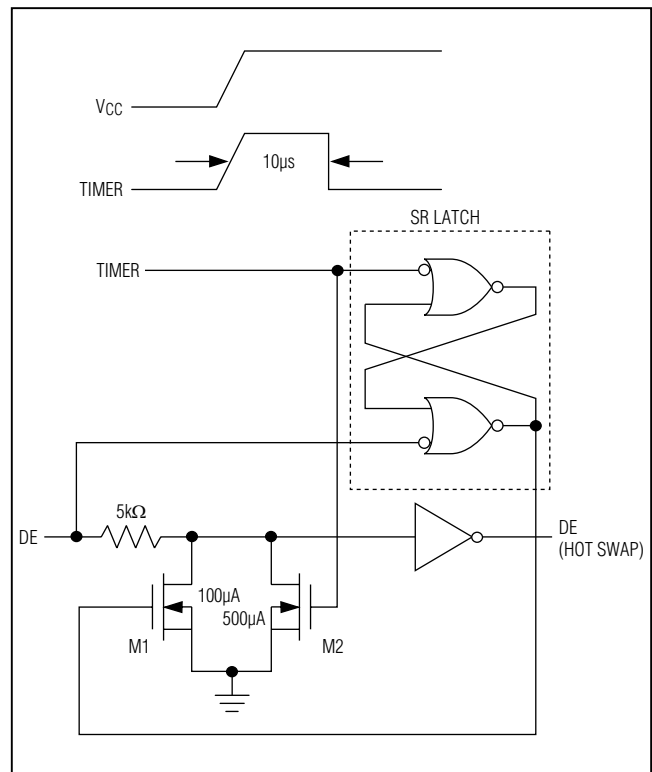 VCC
10µs
TIMER
SR LATCH
TIMER
5kΩ
DE
DE
(HOT SWAP)
100µA
500µA
M1
M2